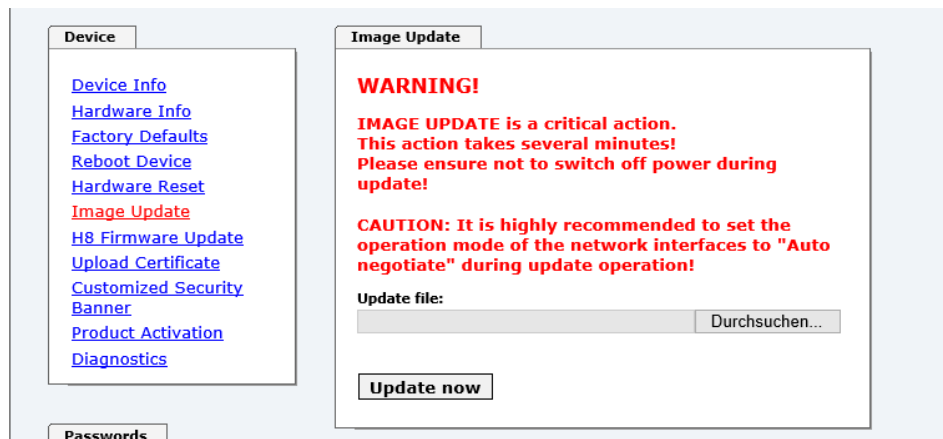 Device
Device Info
Hardware Info
Factory Defaults
Reboot Device
Hardware Reset
Image Update
H8 Firmware Update
Upload Certificate
Customized Security
Banner
Product Activation
Diagnostics
Passwords
Image Update
WARNING!
IMAGE UPDATE is a critical action.
This action takes several minutes!
Please ensure not to switch off power during
update!
CAUTION: It is highly recommended to set the
operation mode of the network interfaces to "Auto
negotiate" during update operation!
Update file:
Durchsuchen...
Update now